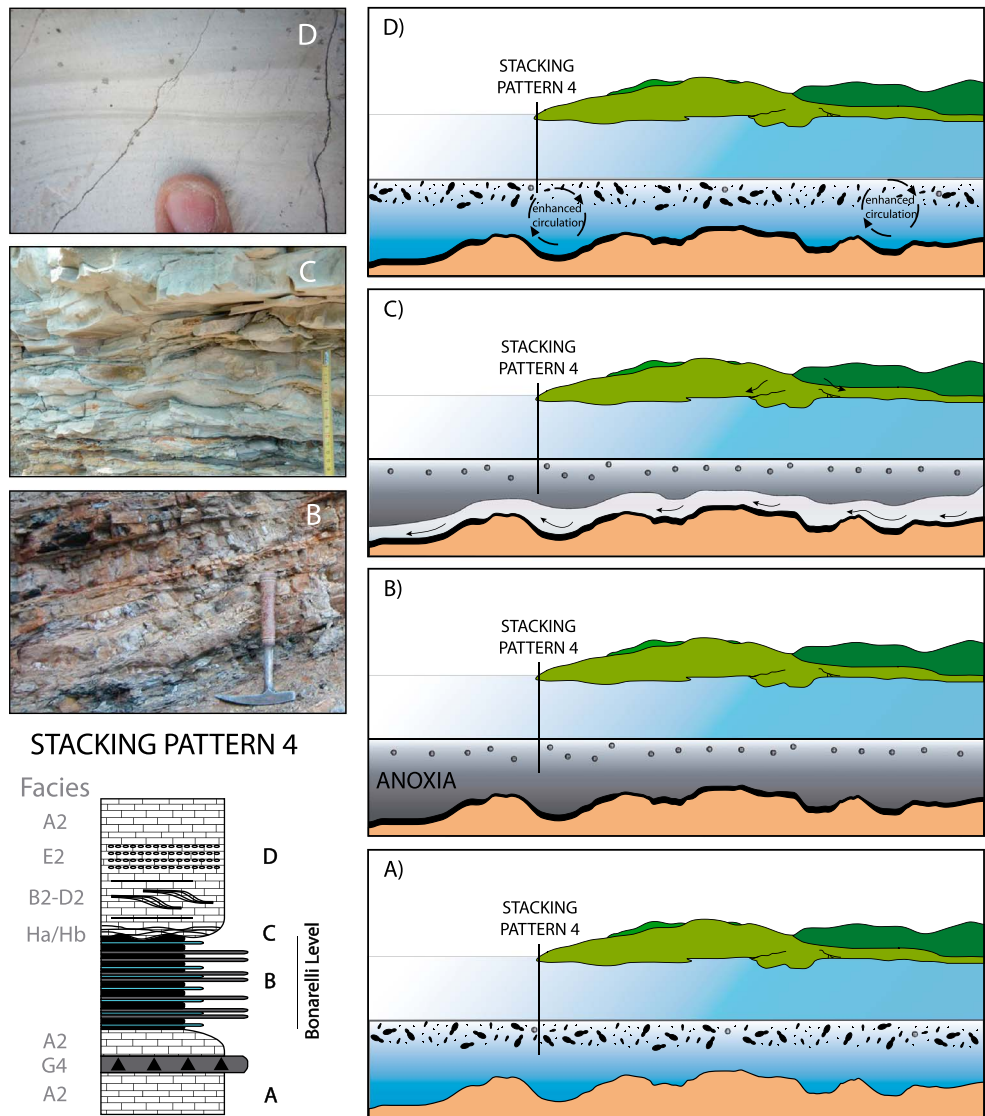 D
C
B
STACKING PATTERN 4
Facies
A2
E2
D
B2-D2
Ha/Hb
C
B
Bonarelli Level
A2
G4
A2
A
D)
STACKING
PATTERN 4
enhanced
circulation
enhanced
circulation
C)
STACKING
PATTERN 4
B)
STACKING
PATTERN 4
ANOXIA
A)
STACKING
PATTERN 4